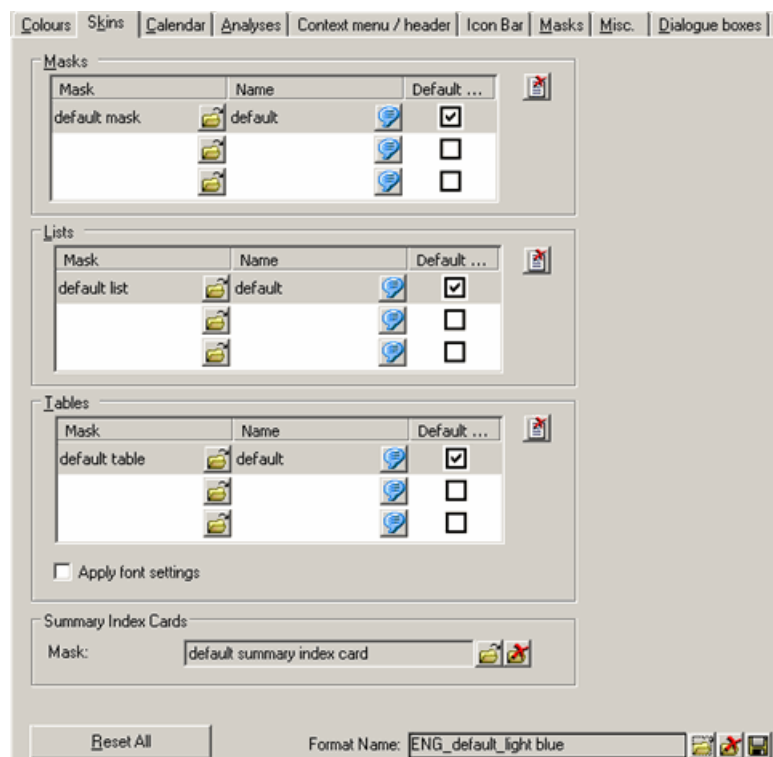 Colours Skins Calendar Analyses Context menu / header Icon Bar Masks Misc. Dialogue boxes
Masks
Mask Name Default ...
default mask default
Lists
Mask Name Default ...
default list default
Tables
Mask Name Default ...
default table default
Apply font settings
Summary Index Cards
Mask: default summary index card
Reset All Format Name: ENG_default_light blue